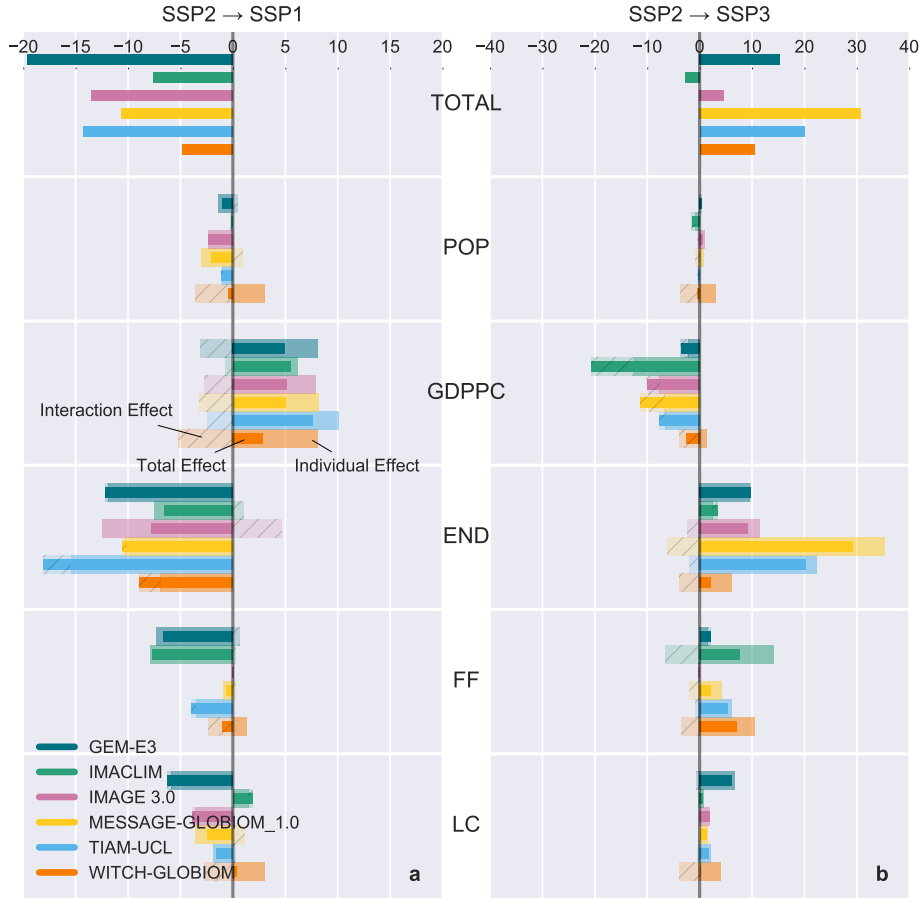 SSP2 → SSP1
SSP2 → SSP3
−20 −15 −10 −5 0 5 10 15 20
−40 −30 −20 −10 0 10 20 30 40
TOTAL
POP
GDPPC
Interaction Effect
Total Effect
Individual Effect
END
FF
GEM-E3
IMACLIM
IMAGE 3.0
MESSAGE-GLOBIOM_1.0
TIAM-UCL
WITCH-GLOBIOM
LC
a
b